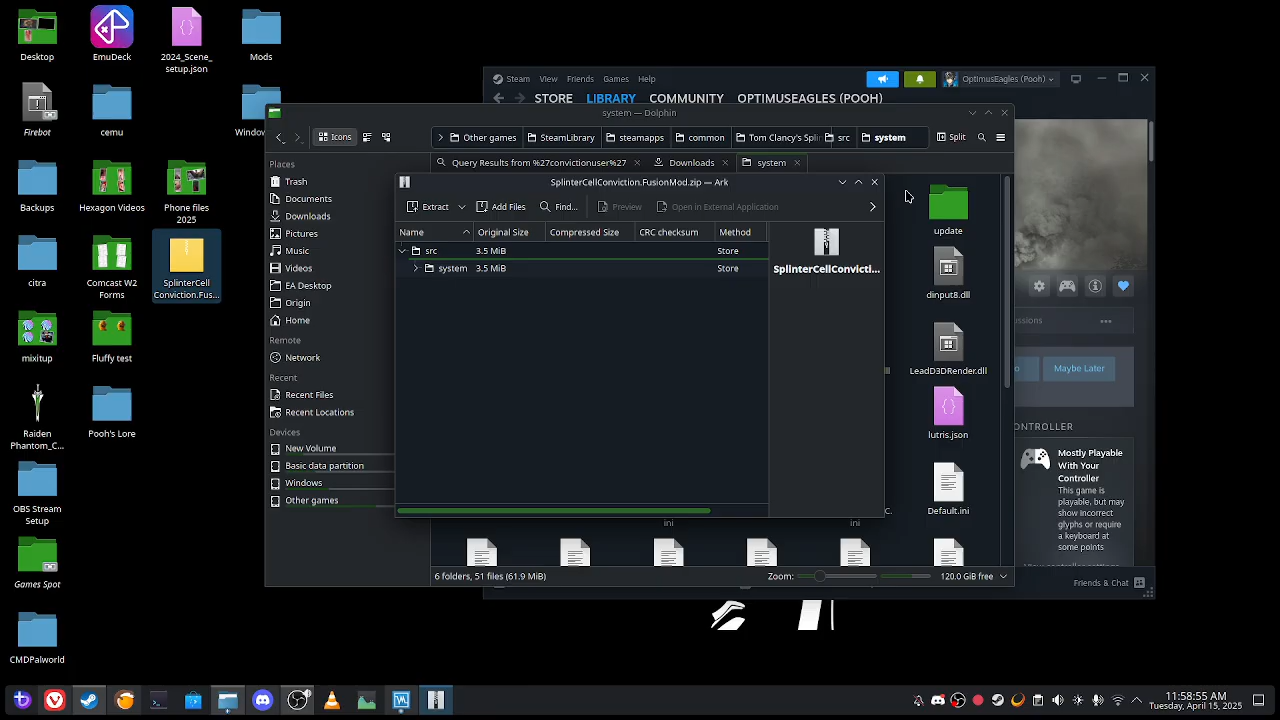 Desktop
EmuDeck
2024_Scene_
setup.json
Mods
Firebot
cemu
Window
Backups
Hexagon Videos
Phone files
2025
citra
Comcast W2
Forms
SplinterCell
Conviction.Fus...
mixitup
Fluffy test
Raiden
Phantom_C...
Pooh's Lore
OBS Stream
Setup
Games Spot
CMDPalworld
Steam View Friends Games Help
OptimusEagles (Pooh)
STORE LIBRARY COMMUNITY OPTIMUSEAGLES (POOH)
system — Dolphin
Icons
Other games
SteamLibrary
steamapps
common
Tom Clancy's Splin
src
system
Split
Places
Query Results from %27convictionuser%27
Downloads
system
Trash
Documents
Downloads
Pictures
Music
Videos
EA Desktop
Origin
Home
Remote
Network
Recent
Recent Files
Recent Locations
Devices
New Volume
Basic data partition
Windows
Other games
SplinterCellConviction.FusionMod.zip — Ark
Extract
Add Files
Find...
Preview
Open in External Application
Name Original Size Compressed Size CRC checksum Method
src 3.5 MiB Store
system 3.5 MiB Store
SplinterCellConvicti...
update
dinput8.dll
LeadD3DRender.dll
lutris.json
Default.ini
C.
ini
ini
6 folders, 51 files (61.9 MiB)
Zoom:
120.0 GiB free
ussions
Maybe Later
ONTROLLER
Mostly Playable
With Your
Controller
This game is
playable, but may
show incorrect
glyphs or require
a keyboard at
some points
Friends & Chat
11:58:55 AM
Tuesday, April 15, 2025